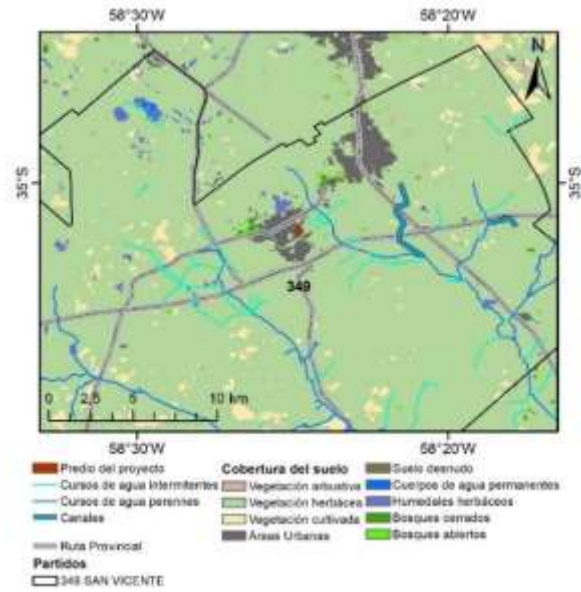 58°30'W 58°20'W
N
35°S 35°S
349
0 2,5 5 10 km
58°30'W 58°20'W
Predio del proyecto
Cursos de agua intermitentes
Cursos de agua perennes
Canales
Ruta Provincial
Partidos
349 SAN VICENTE
Cobertura del suelo
Vegetación arbustiva
Vegetación herbácea
Vegetación cultivada
Áreas Urbanas
Suelo desnudo
Cuerpos de agua permanentes
Humedales herbáceos
Bosques cerrados
Bosques abiertos